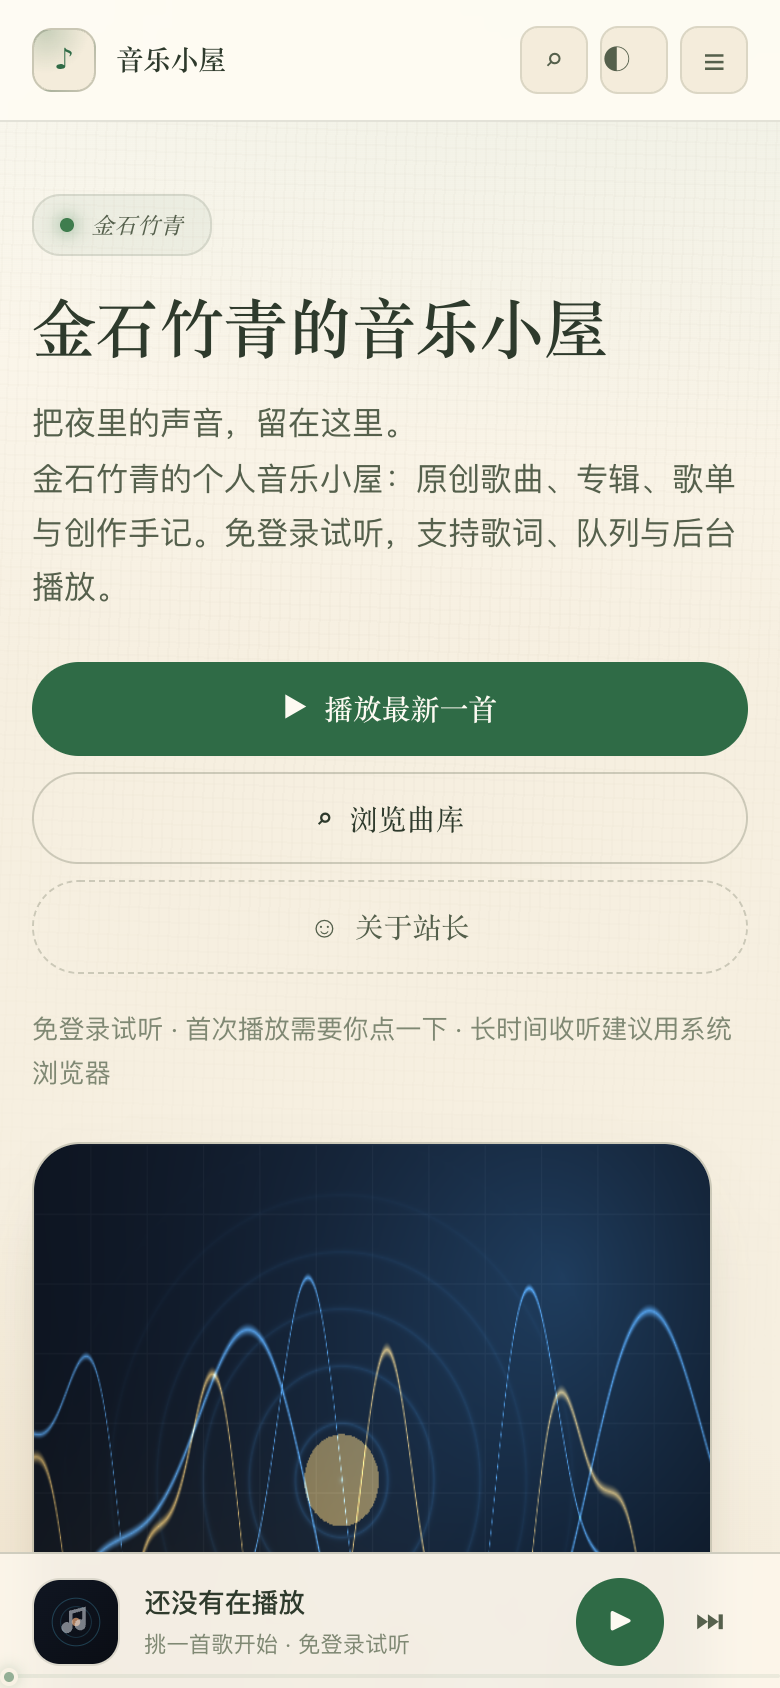 音乐小屋
金石竹青
金石竹青的音乐小屋
把夜里的声音，留在这里。
金石竹青的个人音乐小屋：原创歌曲、专辑、歌单
与创作手记。免登录试听，支持歌词、队列与后台
播放。
播放最新一首
浏览曲库
关于站长
免登录试听 · 首次播放需要你点一下 · 长时间收听建议用系统
浏览器
还没有在播放
挑一首歌开始 · 免登录试听